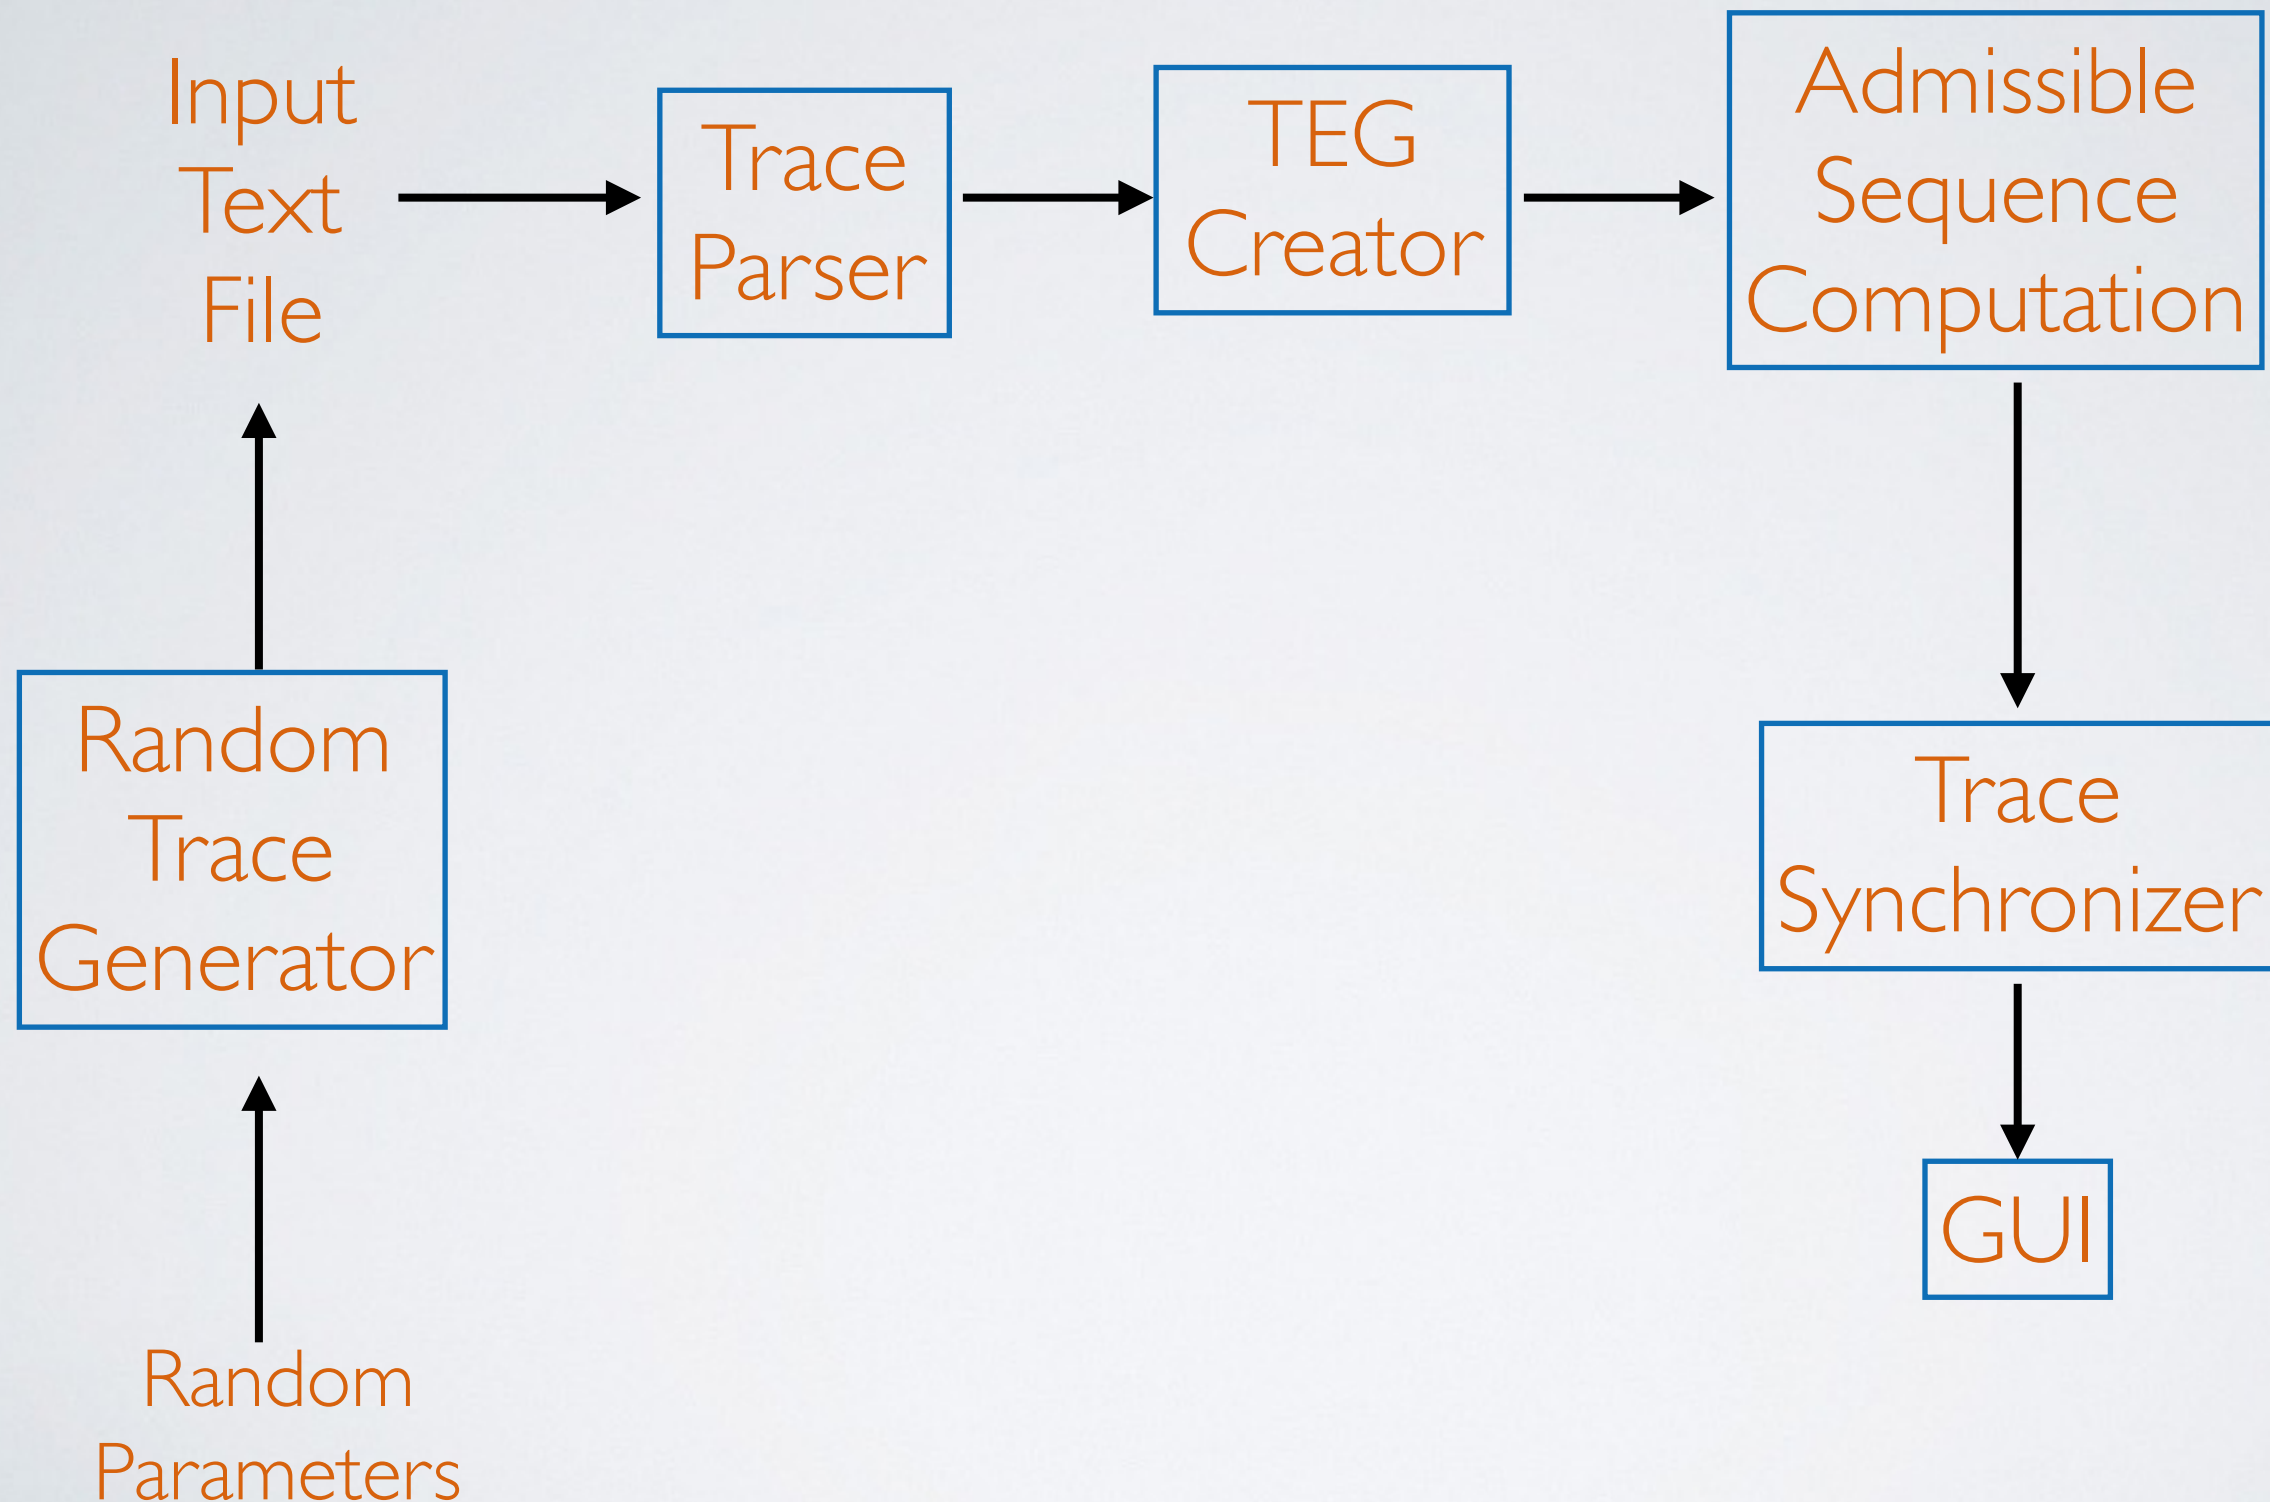 Input
Text
File
Trace
Parser
TEG
Creator
Admissible
Sequence
Computation
Random
Trace
Generator
Trace
Synchronizer
GUI
Random
Parameters